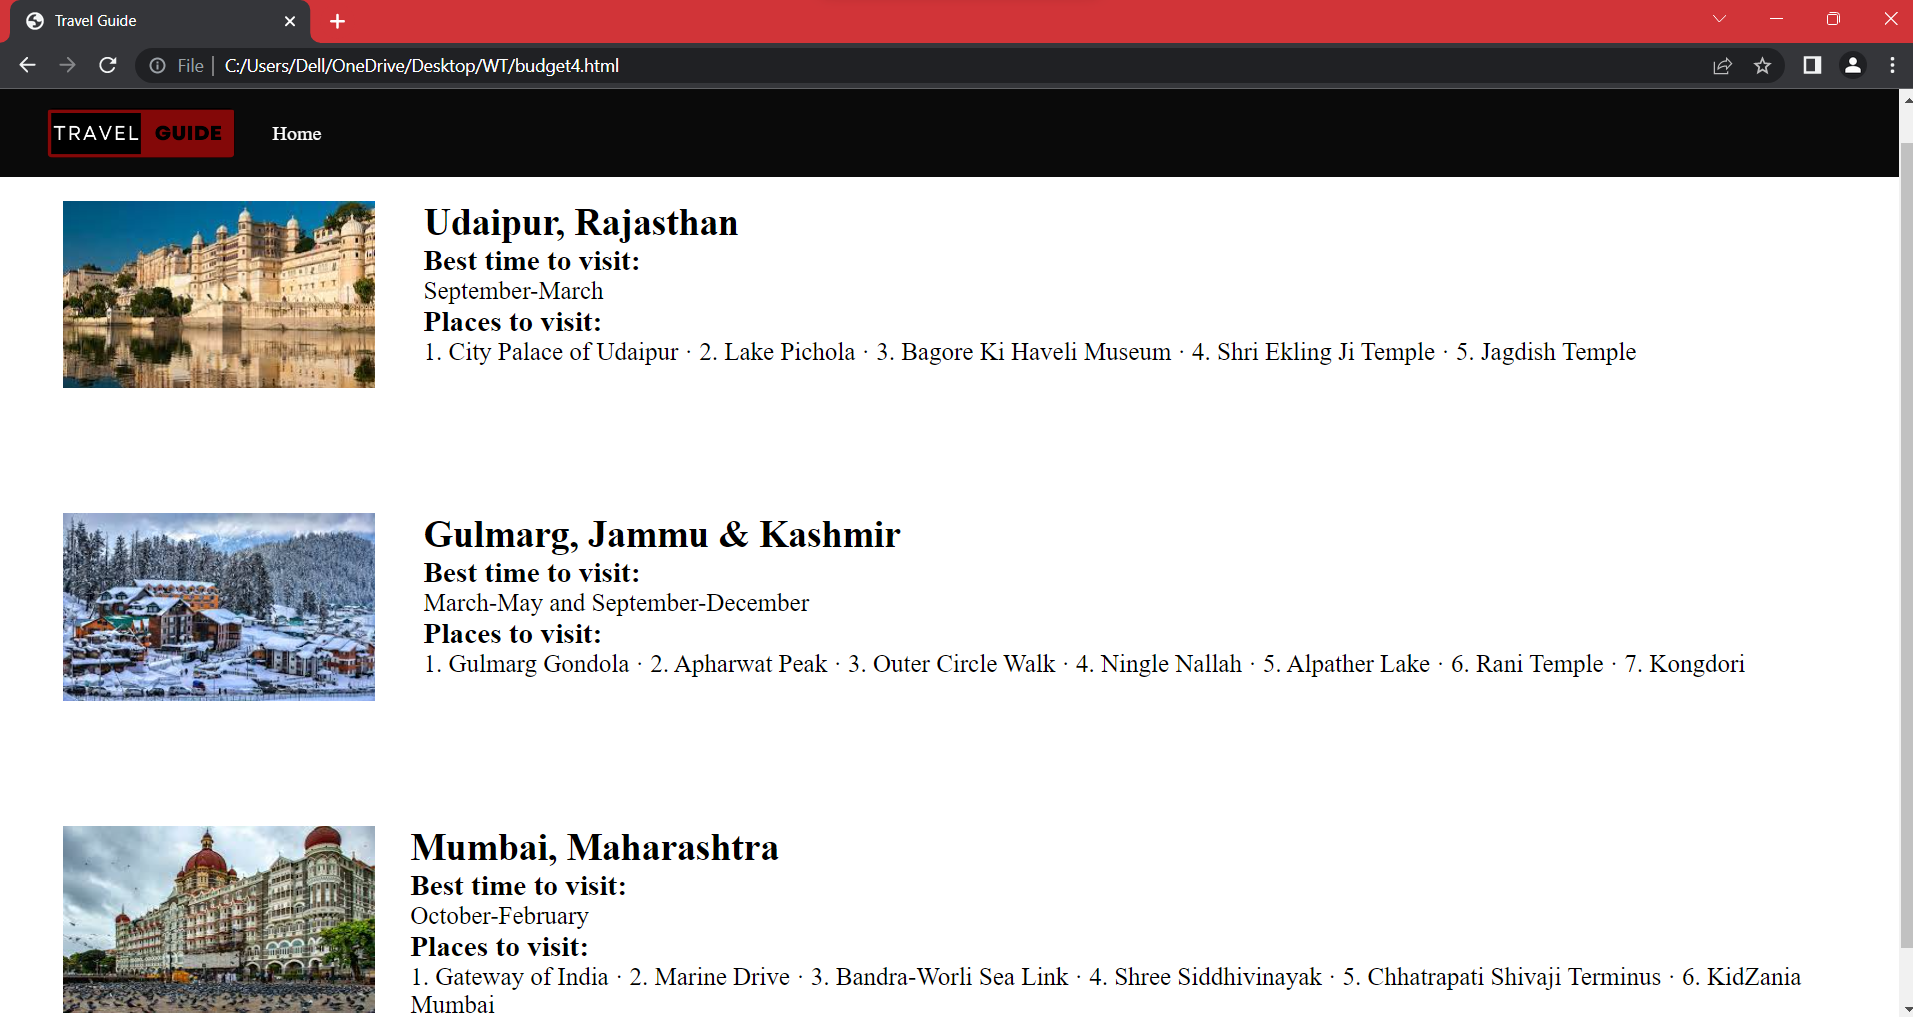 Travel Guide
File | C:/Users/Dell/OneDrive/Desktop/WT/budget4.html
TRAVEL GUIDE Home
Udaipur, Rajasthan
Best time to visit:
September-March
Places to visit:
1. City Palace of Udaipur · 2. Lake Pichola · 3. Bagore Ki Haveli Museum · 4. Shri Ekling Ji Temple · 5. Jagdish Temple
Gulmarg, Jammu & Kashmir
Best time to visit:
March-May and September-December
Places to visit:
1. Gulmarg Gondola · 2. Apharwat Peak · 3. Outer Circle Walk · 4. Ningle Nallah · 5. Alpather Lake · 6. Rani Temple · 7. Kongdori
Mumbai, Maharashtra
Best time to visit:
October-February
Places to visit:
1. Gateway of India · 2. Marine Drive · 3. Bandra-Worli Sea Link · 4. Shree Siddhivinayak · 5. Chhatrapati Shivaji Terminus · 6. KidZania
Mumbai